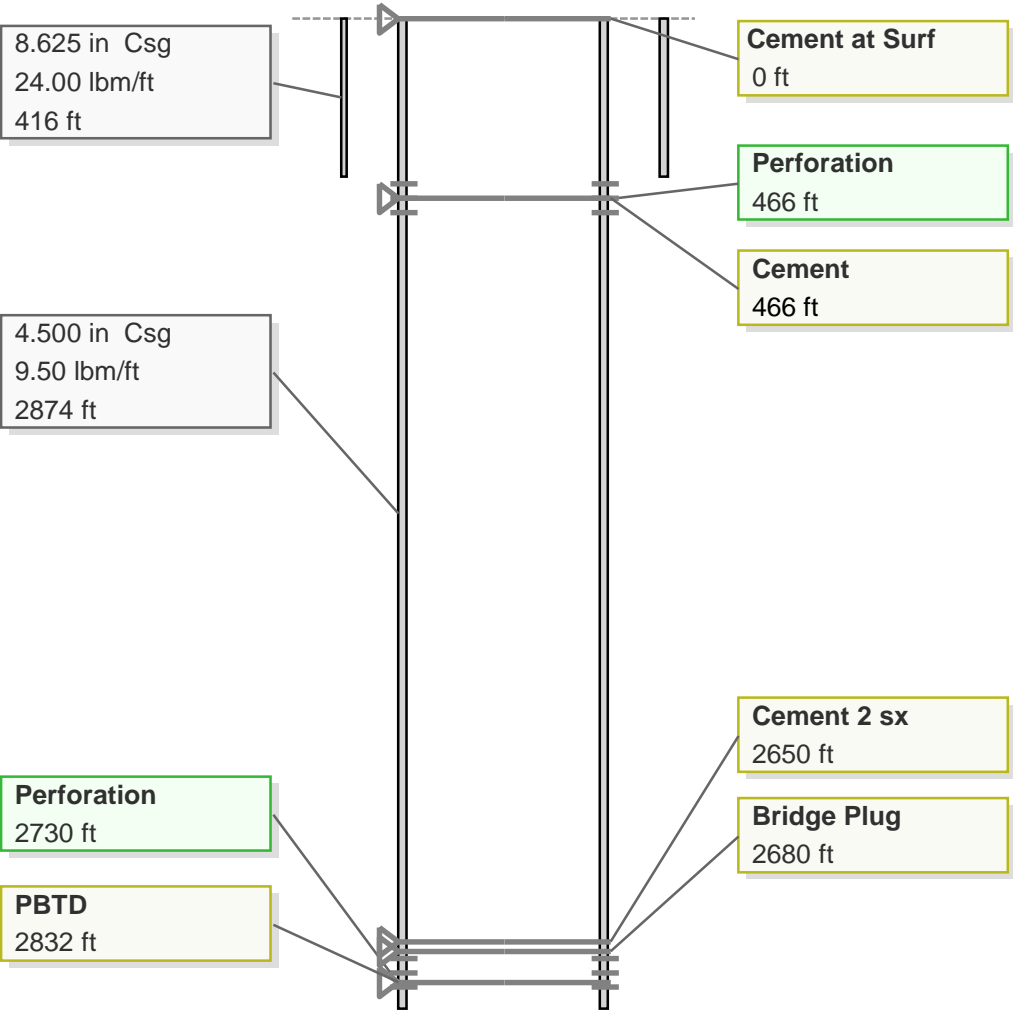 8.625 in Csg
24.00 lbm/ft
416 ft
Cement at Surf
0 ft
Perforation
466 ft
Cement
466 ft
4.500 in Csg
9.50 lbm/ft
2874 ft
Cement 2 sx
2650 ft
Perforation
2730 ft
Bridge Plug
2680 ft
PBTD
2832 ft